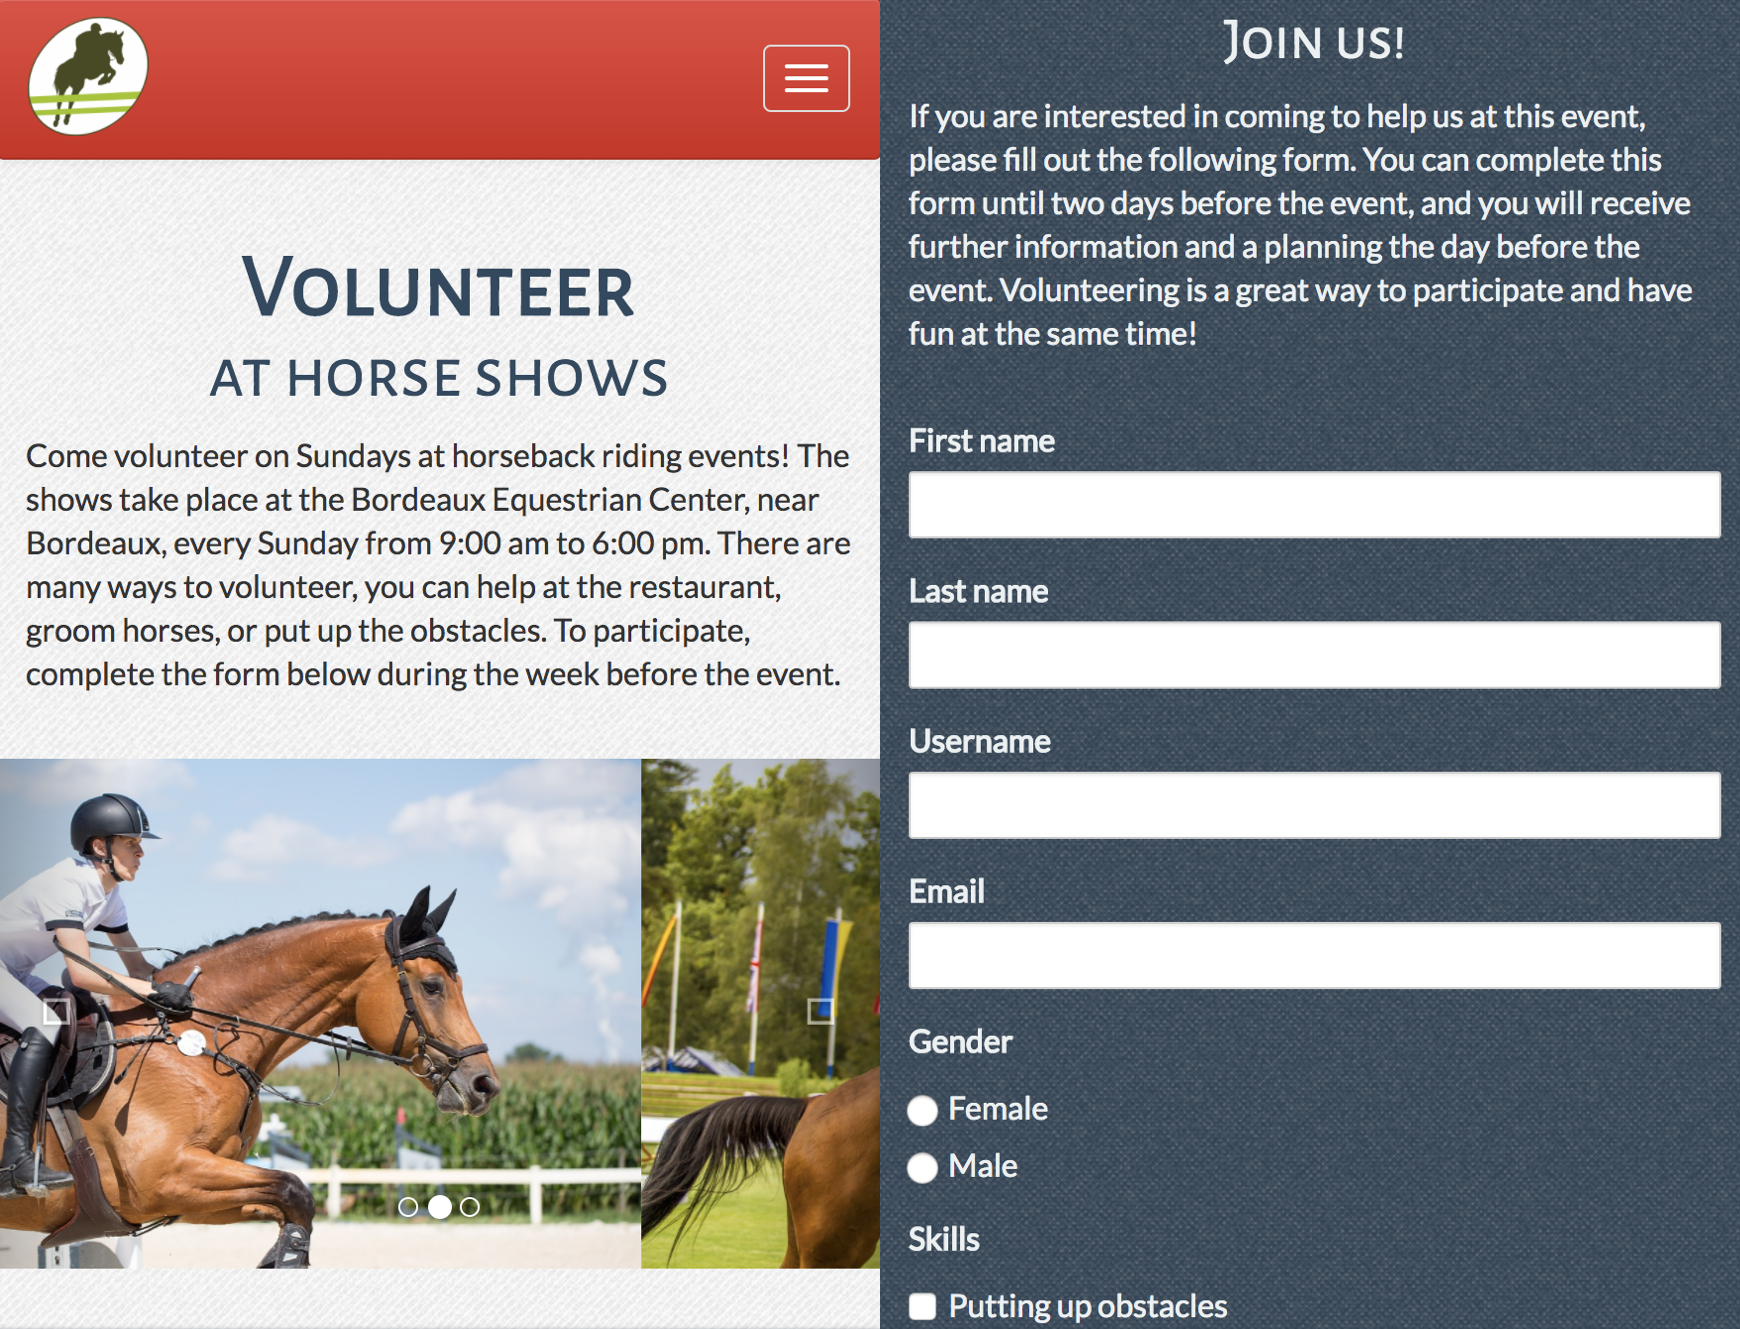 Volunteer
at horse shows
Come volunteer on Sundays at horseback riding events! The
shows take place at the Bordeaux Equestrian Center, near
Bordeaux, every Sunday from 9:00 am to 6:00 pm. There are
many ways to volunteer, you can help at the restaurant,
groom horses, or put up the obstacles. To participate,
complete the form below during the week before the event.
Join us!
If you are interested in coming to help us at this event,
please fill out the following form. You can complete this
form until two days before the event, and you will receive
further information and a planning the day before the
event. Volunteering is a great way to participate and have
fun at the same time!
First name
Last name
Username
Email
Gender
Female
Male
Skills
Putting up obstacles